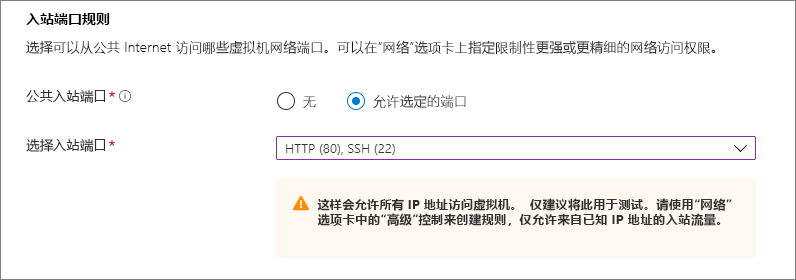 入站端口规则
选择可以从公共 Internet 访问哪些虚拟机网络端口。可以在“网络”选项卡上指定限制性更强或更精细的网络访问权限。
公共入站端口* 无 允许选定的端口
选择入站端口* HTTP (80), SSH (22)
这样会允许所有 IP 地址访问虚拟机。 仅建议将此用于测试。请使用“网络”
选项卡中的“高级”控制来创建规则，仅允许来自已知 IP 地址的入站流量。